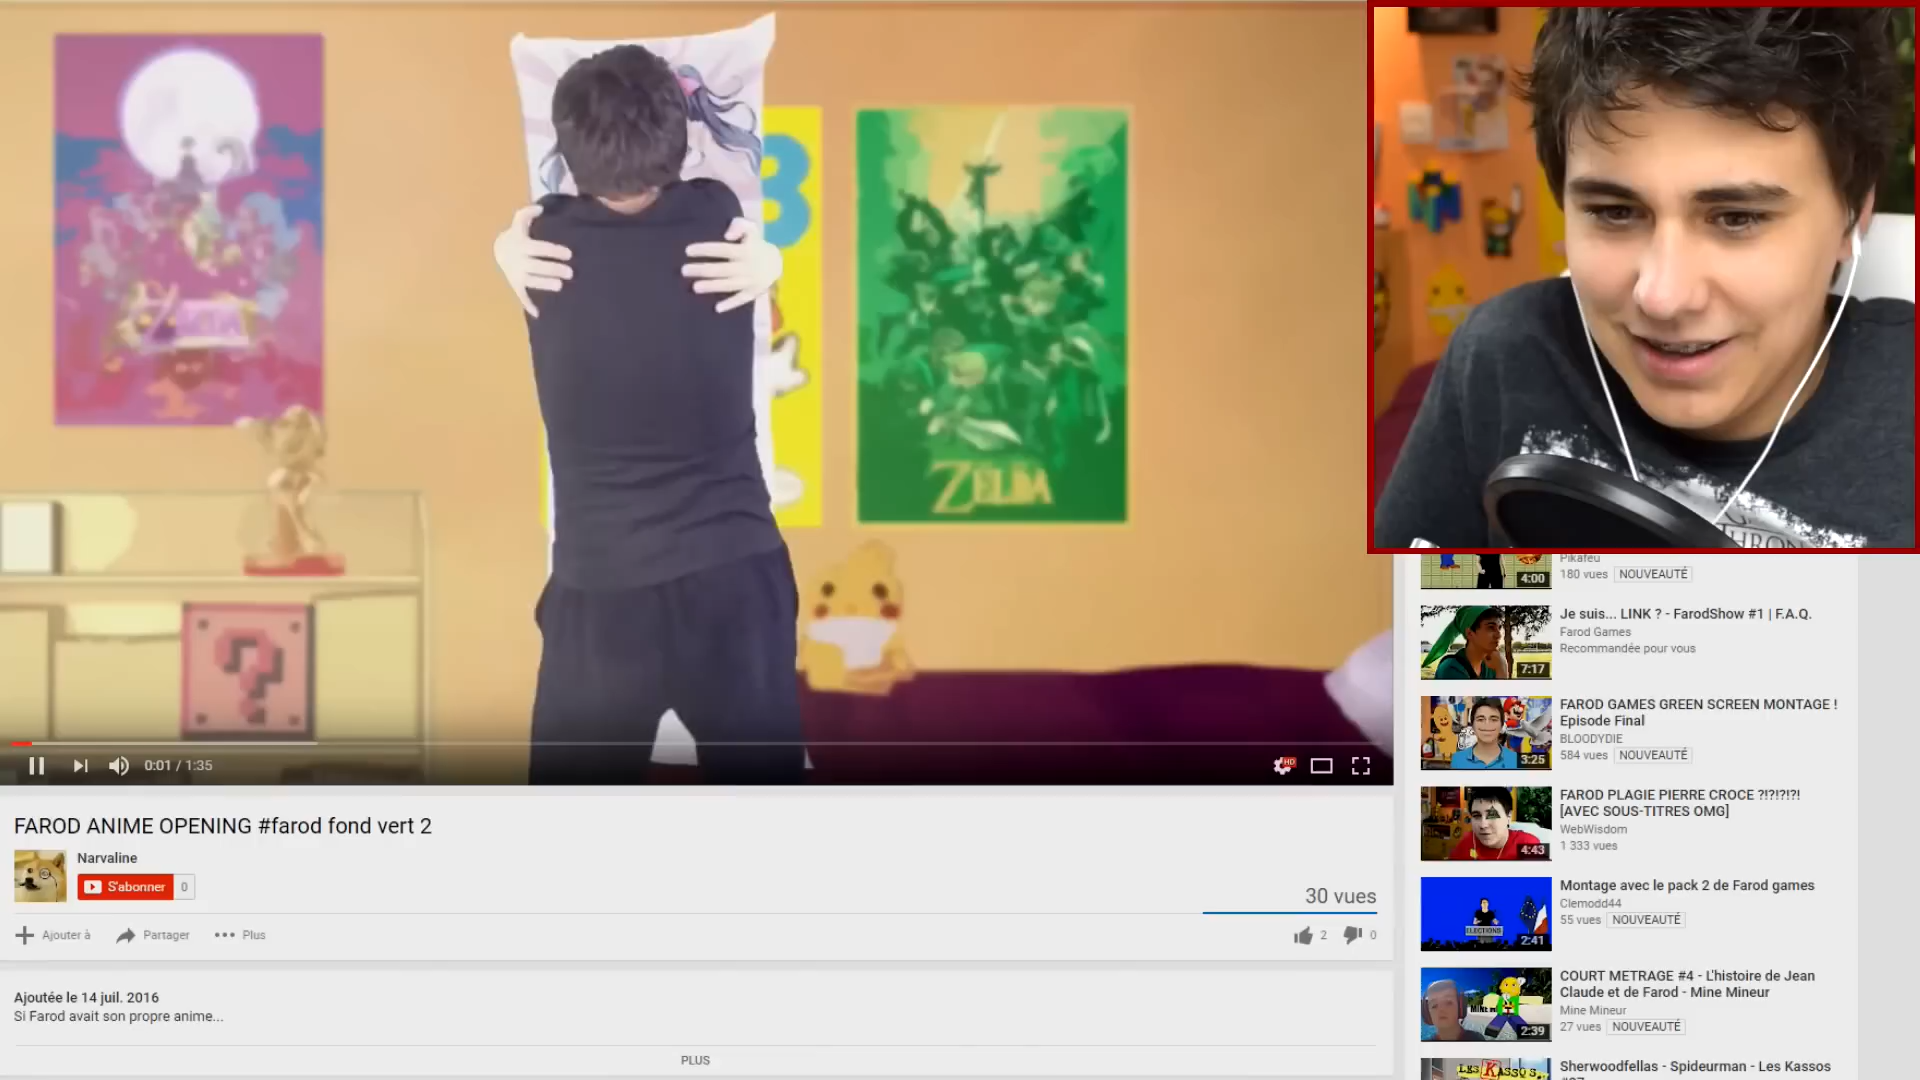 ZELDA
0:01 / 1:35
HD
FAROD ANIME OPENING #farod fond vert 2
Narvaline
S'abonner
0
30 vues
Ajouter à
Partager
Plus
2
0
Ajoutée le 14 juil. 2016
Si Farod avait son propre anime...
PLUS
THRON
4:00
Pikafeu
180 vues NOUVEAUTÉ
7:17
Je suis... LINK ? - FarodShow #1 | F.A.Q.
Farod Games
Recommandée pour vous
3:25
FAROD GAMES GREEN SCREEN MONTAGE !
Episode Final
BLOODYDIE
584 vues NOUVEAUTÉ
4:43
FAROD PLAGIE PIERRE CROCE ?!?!?!?!
[AVEC SOUS-TITRES OMG]
WebWisdom
1 333 vues
ELECTIONS
2:41
Montage avec le pack 2 de Farod games
Clemodd44
55 vues NOUVEAUTÉ
2:39
COURT METRAGE #4 - L'histoire de Jean
Claude et de Farod - Mine Mineur
Mine Mineur
27 vues NOUVEAUTÉ
LES KASSOS
Sherwoodfellas - Spideurman - Les Kassos